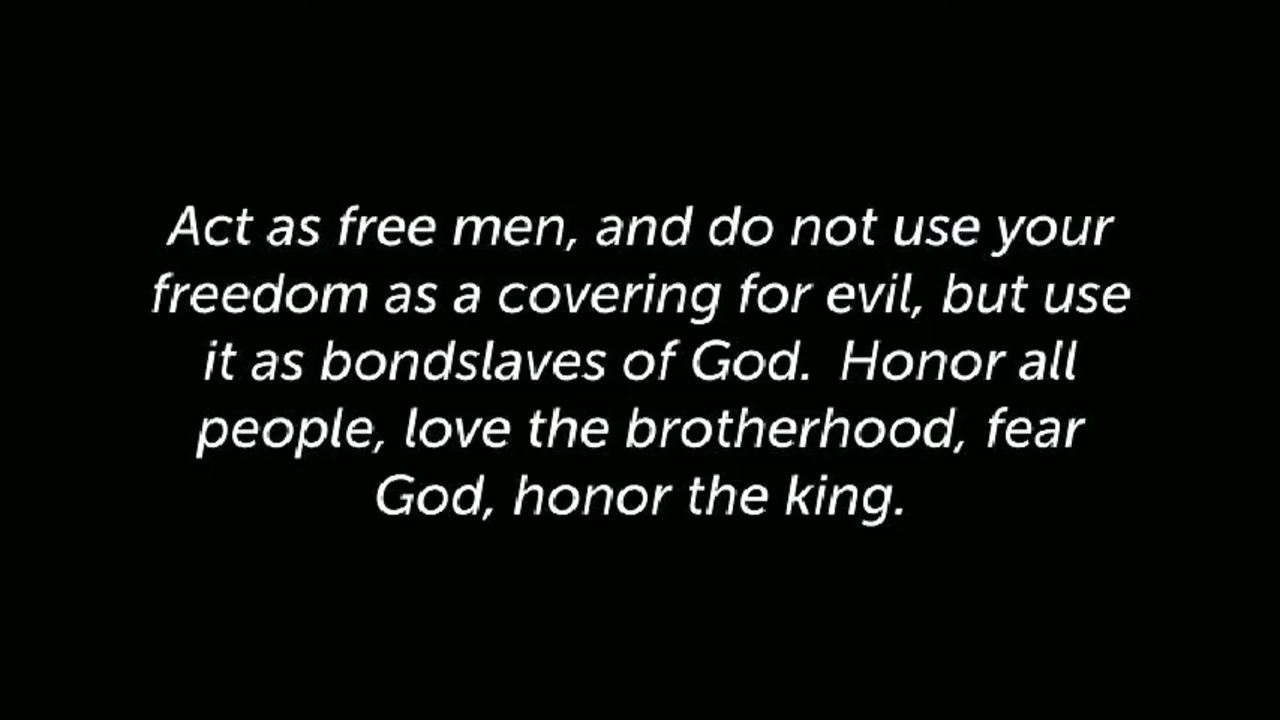 Act as free men, and do not use your
freedom as a covering for evil, but use
it as bondslaves of God.  Honor all
people, love the brotherhood, fear
God, honor the king.